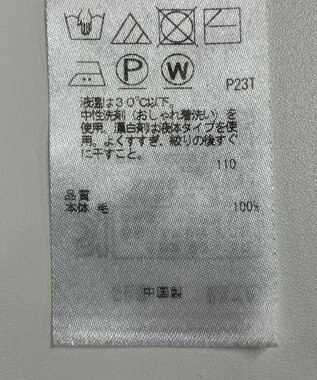 P
W
P23T
液温は30℃以下。
中性洗剤（おしゃれ着洗い）を
使用。漂白剤は液体タイプを使
用。よくすすぎ、絞りの後すぐ
に干すこと。
110
品質
本体 毛 100%
中国製